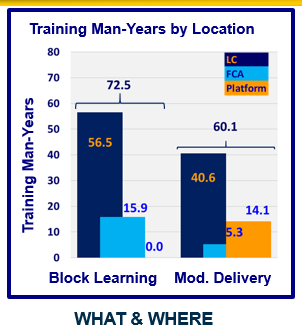 Training Man-Years by Location
Training Man-Years
80
70
60
50
40
30
20
10
0
LC
FCA
Platform
72.5
56.5
15.9
0.0
60.1
40.6
5.3
14.1
Block Learning Mod. Delivery
WHAT & WHERE